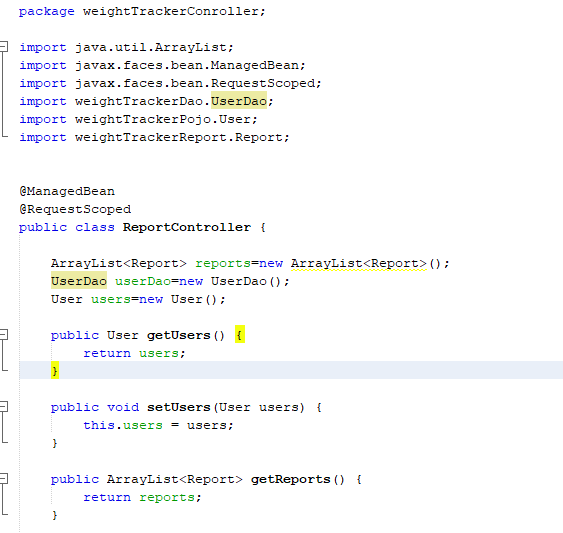 package weightTrackerConroller;
import java.util.ArrayList;
import javax.faces.bean.ManagedBean;
import javax.faces.bean.RequestScoped;
import weightTrackerDao.UserDao;
import weightTrackerPojo.User;
import weightTrackerReport.Report;
@ManagedBean
@RequestScoped
public class ReportController {
ArrayList<Report> reports=new ArrayList<Report>();
UserDao userDao=new UserDao();
User users=new User();
public User getUsers() {
return users;
}
public void setUsers(User users) {
this.users = users;
}
public ArrayList<Report> getReports() {
return reports;
}